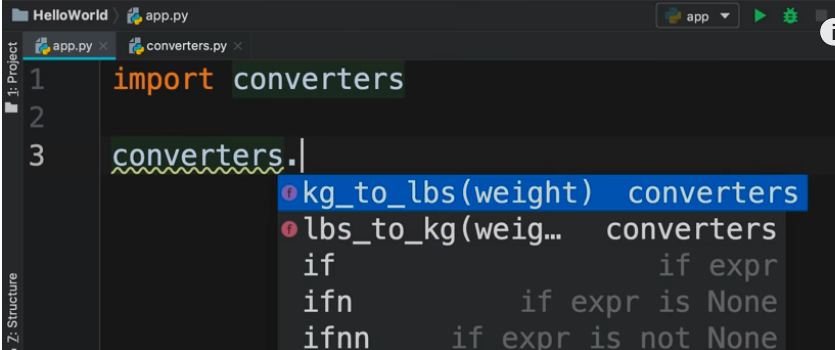 HelloWorld app.py app
app.py converters.py
1: Project
1 import converters
2
3 converters.
kg_to_lbs(weight) converters
lbs_to_kg(weig… converters
if if expr
ifn if expr is None
ifnn if expr is not None
Z: Structure
i